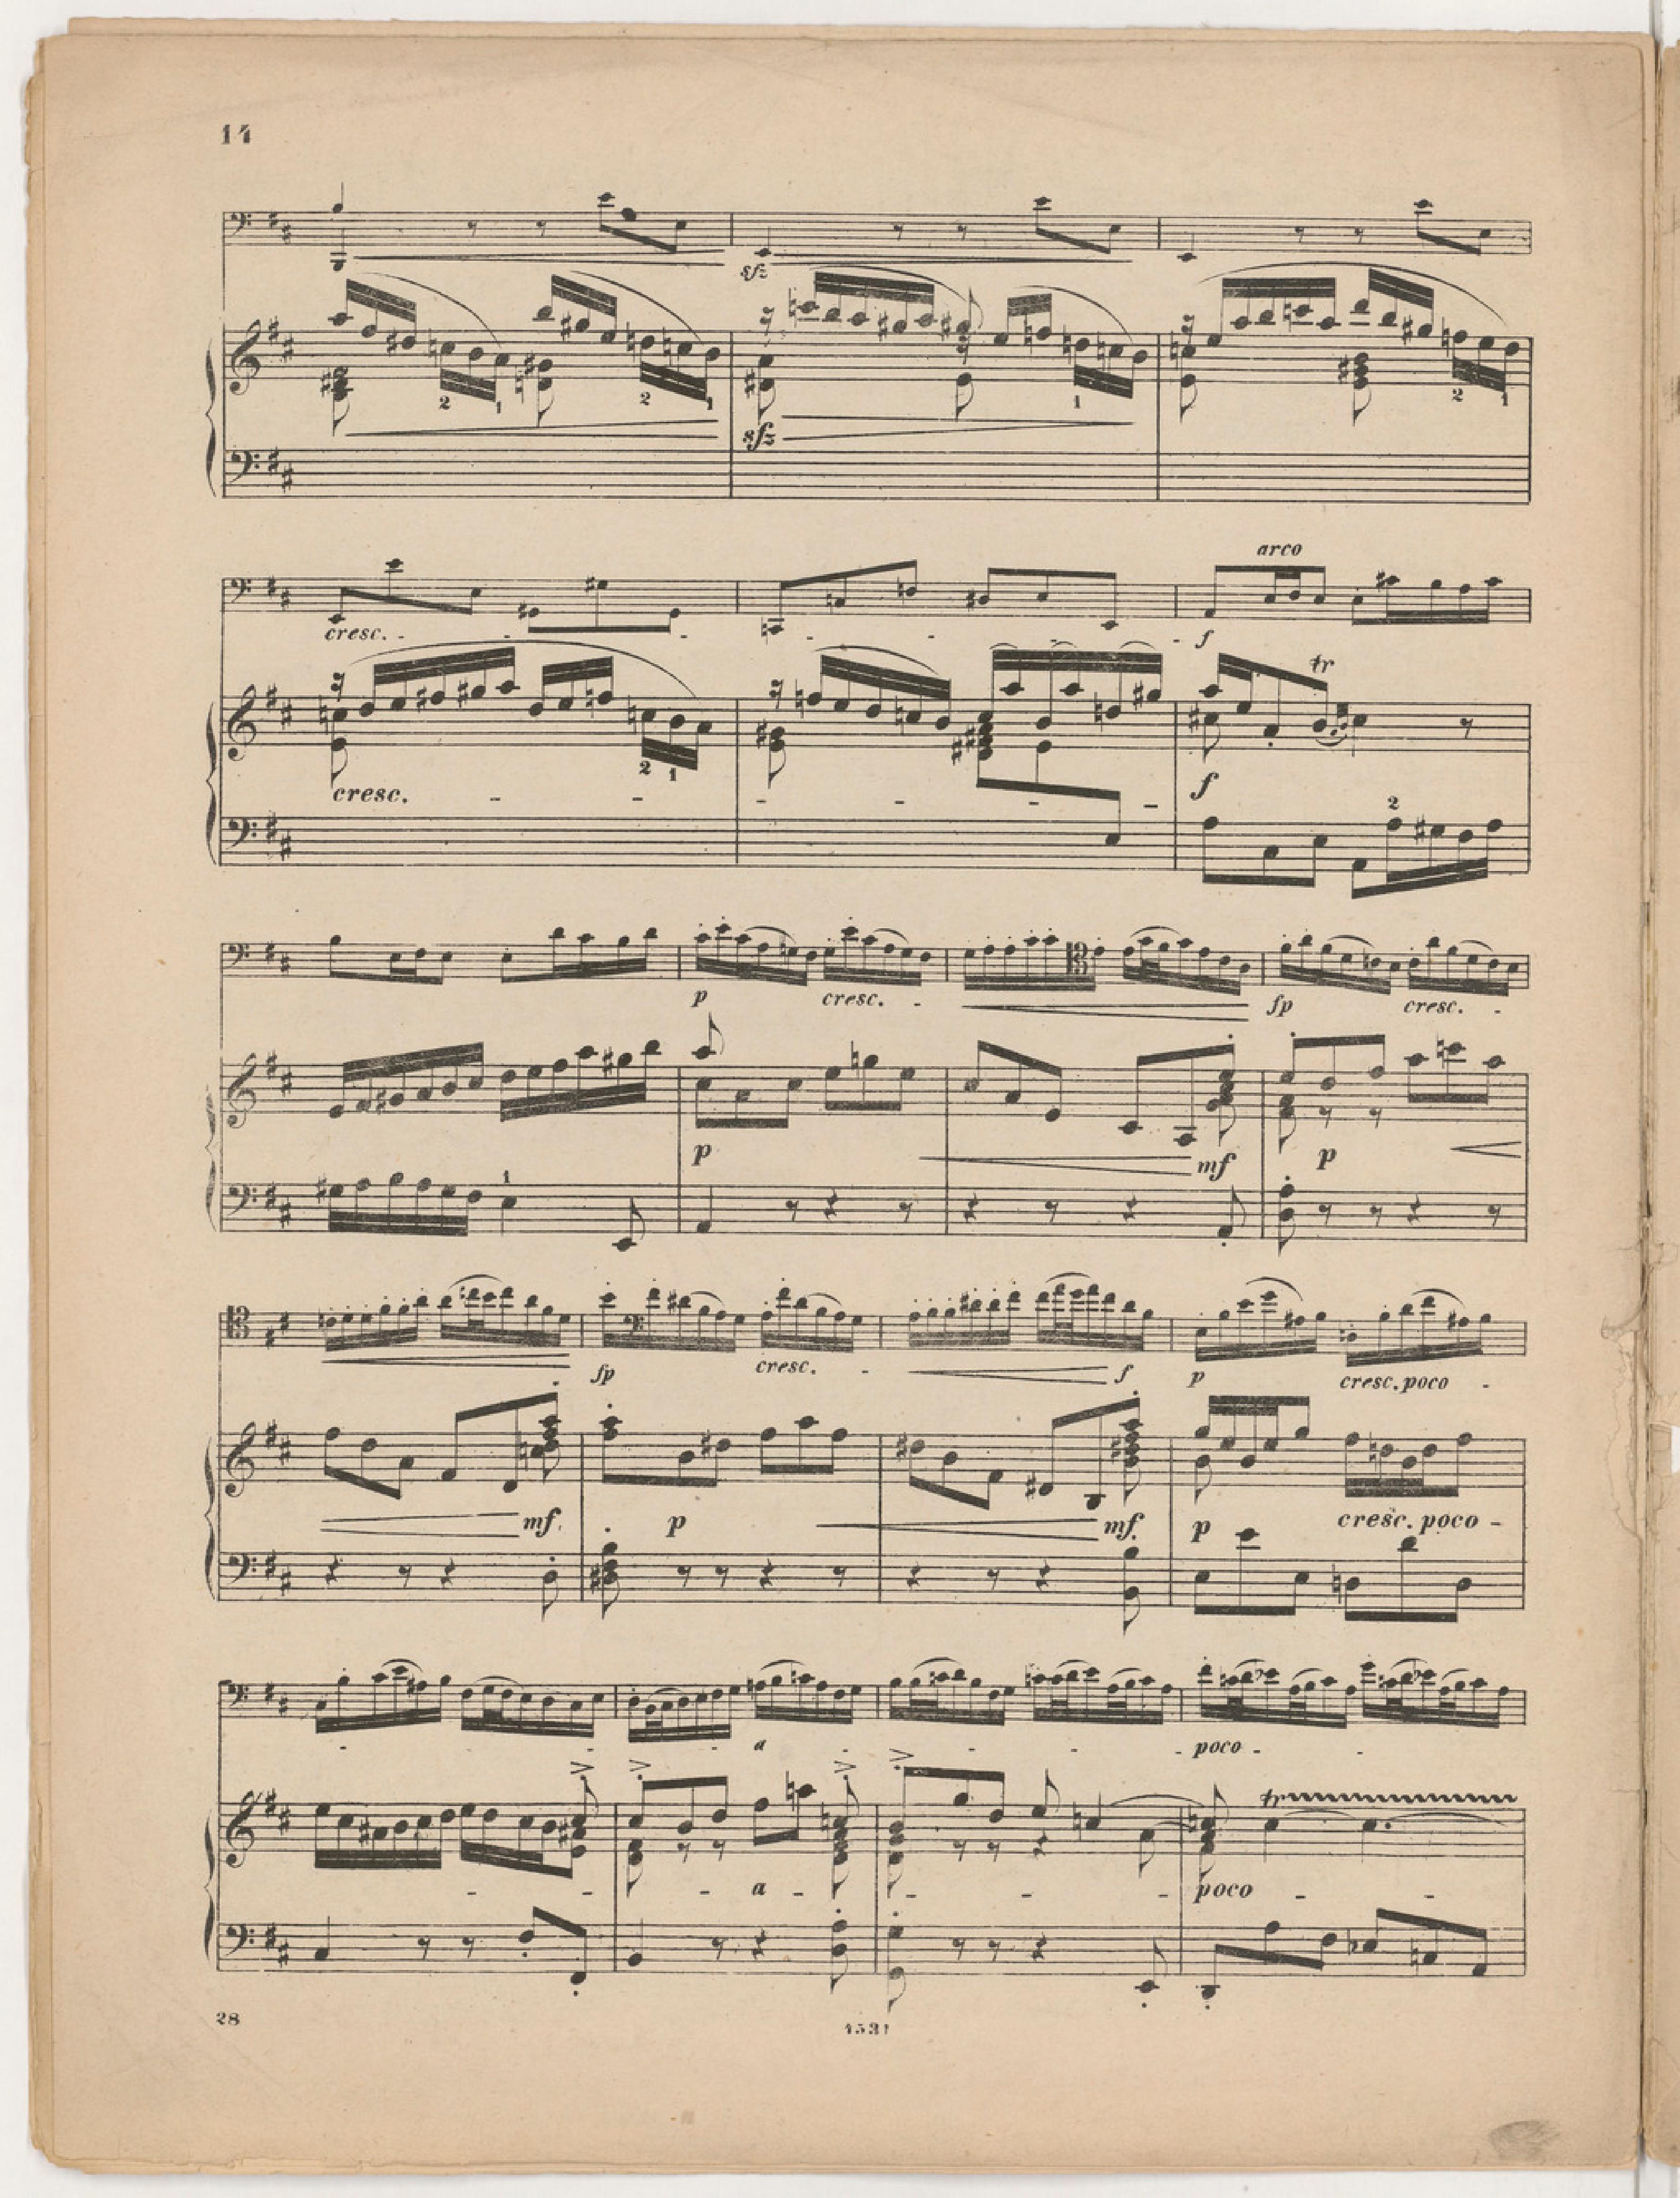 14
sfz
2 1 2 1 1 2 1
sfz
arco
cresc. - - - - - - - f
tr
2 1
cresc. - - - - - - f
2
p cresc. - fp cresc. -
p mf p
1
fp cresc. - f p cresc. poco -
mf. p mf. p cresc. poco -
- - - a - - - - poco - -
tr
- - - a - - - - poco - -
28
4531